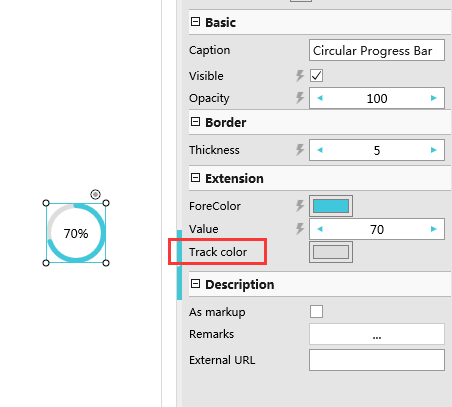 Basic
Caption Circular Progress Bar
Visible
Opacity 100
Border
Thickness 5
Extension
ForeColor
70% Value 70
Track color
Description
As markup
Remarks ...
External URL